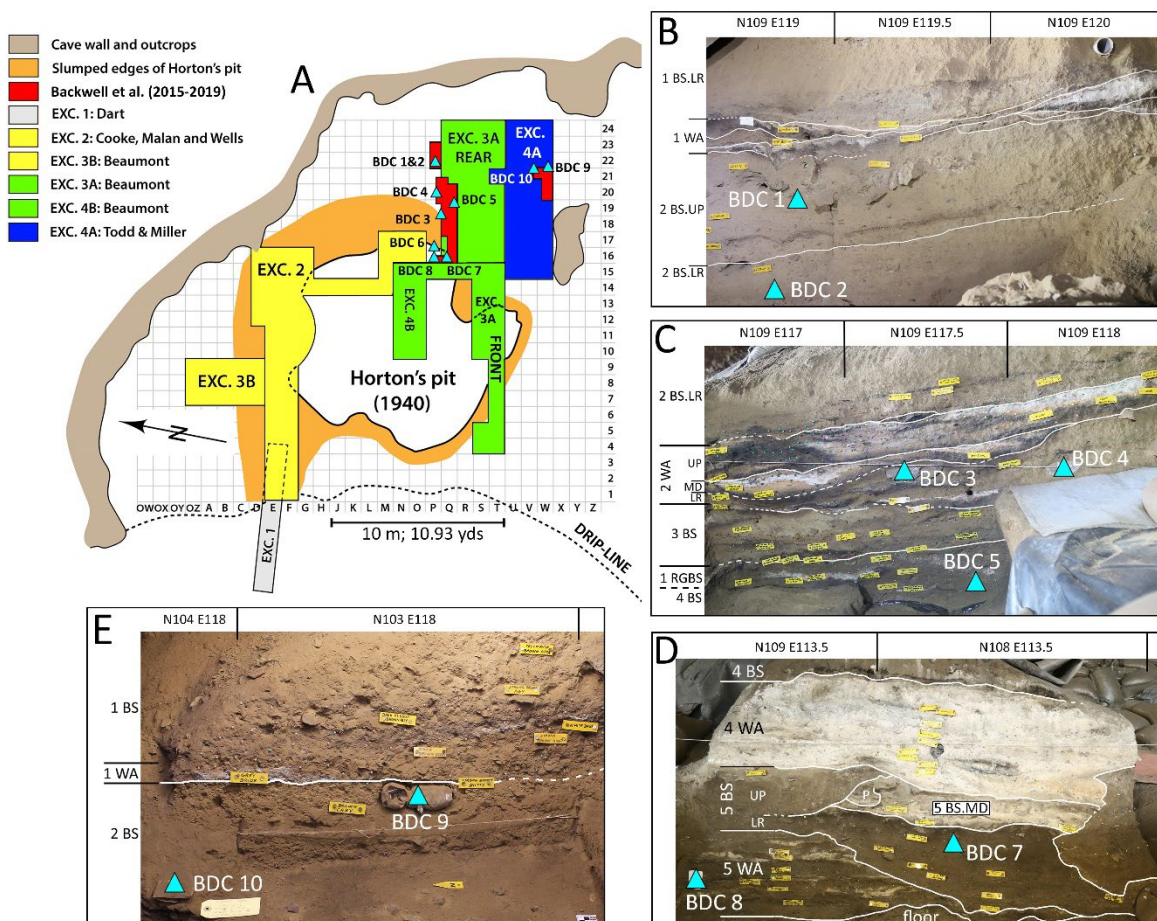 A
Cave wall and outcrops
Slumped edges of Horton's pit
Backwell et al. (2015-2019)
EXC. 1: Dart
EXC. 2: Cooke, Malan and Wells
EXC. 3B: Beaumont
EXC. 3A: Beaumont
EXC. 4B: Beaumont
EXC. 4A: Todd & Miller
EXC. 3A
REAR
EXC.
4A
BDC 1&2
BDC 9
BDC 10
BDC 4
BDC 5
BDC 3
BDC 6
BDC 8
BDC 7
EXC. 2
EXC. 4B
EXC.
3A
FRONT
EXC. 3B
Horton's pit
(1940)
N
EXC. 1
24
23
22
21
20
19
18
17
16
15
14
13
12
11
10
9
8
7
6
5
4
3
2
1
OW OX OY OZ A B C D E F G H I J K L M N O P Q R S T U V W X Y Z
10 m; 10.93 yds
DRIP-LINE
B
N109 E119
N109 E119.5
N109 E120
1 BS.LR
1 WA
2 BS.UP
2 BS.LR
BDC 1
BDC 2
C
N109 E117
N109 E117.5
N109 E118
2 BS.LR
2 WA
UP
MD
LR
3 BS
1 RGBS
4 BS
BDC 3
BDC 4
BDC 5
E
N104 E118
N103 E118
1 BS
1 WA
2 BS
BDC 9
BDC 10
D
N109 E113.5
N108 E113.5
4 BS
4 WA
5 BS
UP
LR
P
5 BS.MD
5 WA
BDC 7
BDC 8
floor